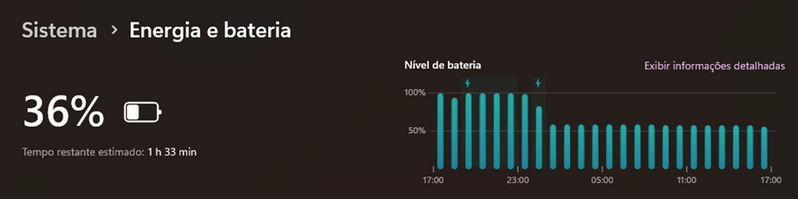 Sistema > Energia e bateria
Nível de bateria
Exibir informações detalhadas
36%
Tempo restante estimado: 1 h 33 min
100%
50%
17:00 23:00 05:00 11:00 17:00